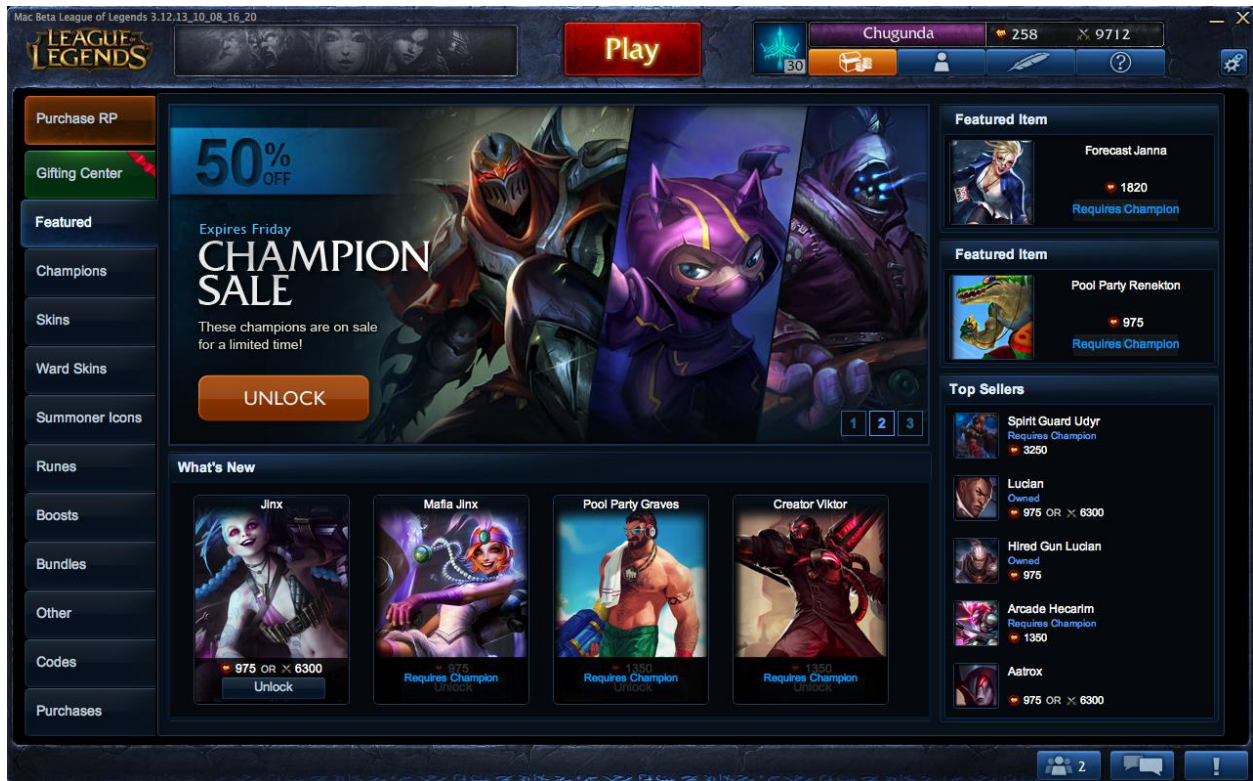 Mac Beta League of Legends 3.12.13_10_08_16_20
LEAGUE OF
LEGENDS
Play
30
Chugunda
258
9712
?
Purchase RP
Gifting Center
Featured
Champions
Skins
Ward Skins
Summoner Icons
Runes
Boosts
Bundles
Other
Codes
Purchases
50% OFF
Expires Friday
CHAMPION
SALE
These champions are on sale
for a limited time!
UNLOCK
1 2 3
What's New
Jinx
975 OR 6300
Unlock
Mafia Jinx
975
Requires Champion
Unlock
Pool Party Graves
1350
Requires Champion
Unlock
Creator Viktor
1350
Requires Champion
Unlock
Featured Item
Forecast Janna
1820
Requires Champion
Featured Item
Pool Party Renekton
975
Requires Champion
Top Sellers
Spirit Guard Udyr
Requires Champion
3250
Lucian
Owned
975 OR 6300
Hired Gun Lucian
Owned
975
Arcade Hecarim
Requires Champion
1350
Aatrox
975 OR 6300
2
!